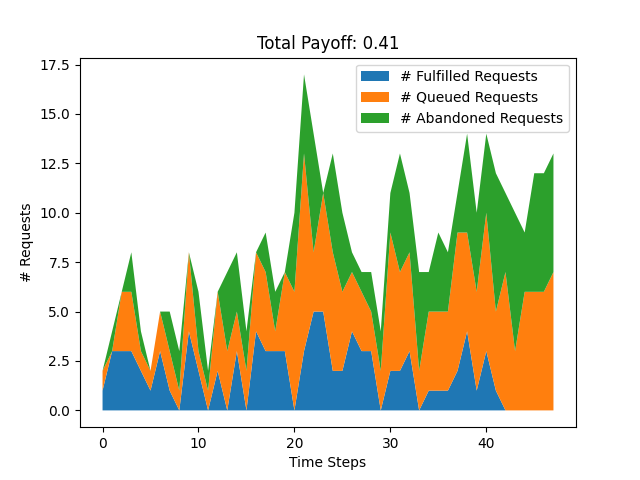 Total Payoff: 0.41
# Fulfilled Requests
# Queued Requests
# Abandoned Requests
17.5
15.0
12.5
10.0
7.5
5.0
2.5
0.0
# Requests
0 10 20 30 40
Time Steps